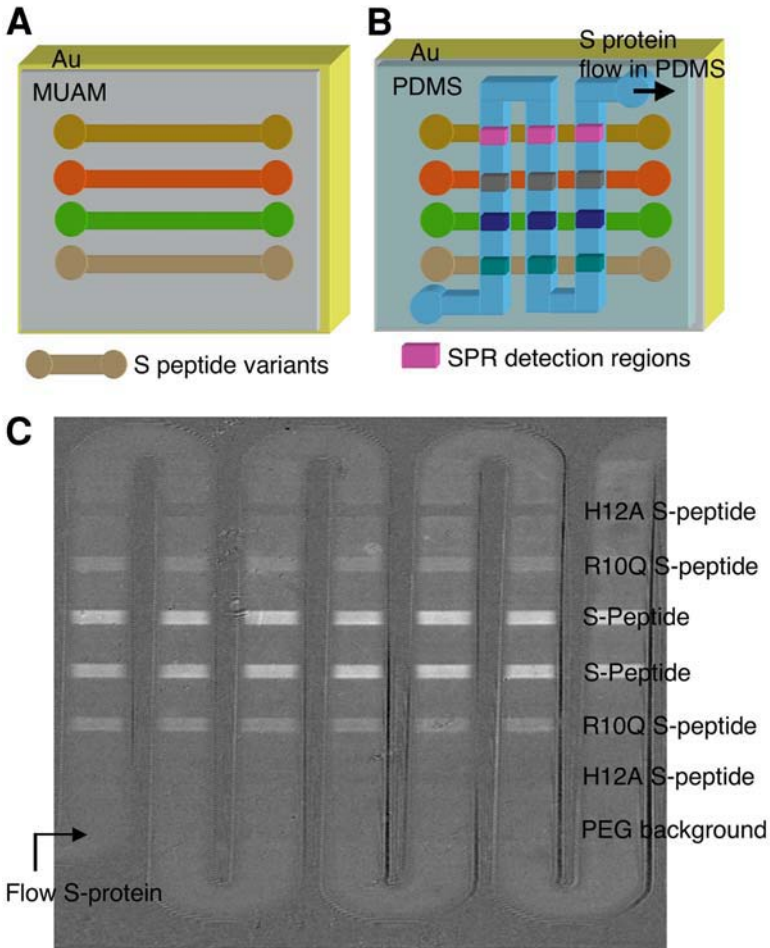 A
Au
MUAM
S peptide variants
B
Au
PDMS
S protein
flow in PDMS
SPR detection regions
C
H12A S-peptide
R10Q S-peptide
S-Peptide
S-Peptide
R10Q S-peptide
H12A S-peptide
PEG background
Flow S-protein